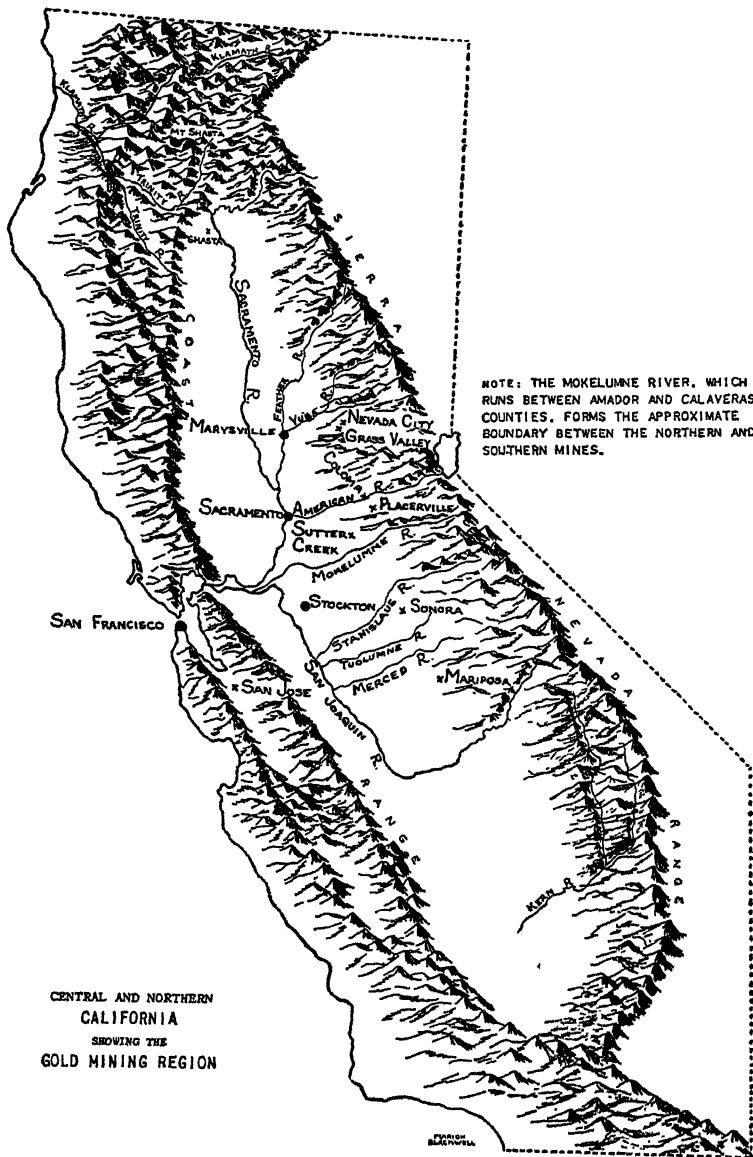 KLAMATH R.
KLAMATH R.
MT SHASTA
TRINITY R.
TRINITY R.
SHASTA
SIERRA
SACRAMENTO R.
COAST
FEATHER R.
YUBA R.
NOTE: THE MOKELUMNE RIVER, WHICH
RUNS BETWEEN AMADOR AND CALAVERAS
COUNTIES, FORMS THE APPROXIMATE
BOUNDARY BETWEEN THE NORTHERN AND
SOUTHERN MINES.
MARYSVILLE
NEVADA CITY
GRASS VALLEY
COLOMA
SACRAMENTO
AMERICAN R.
PLACERVILLE
SUTTER
CREEK
MOKELUMNE R.
STOCKTON
SONORA
STANISLAUS R.
SAN FRANCISCO
TUOLUMNE R.
MERCED R.
NEVADA
SAN JOSE
MARIPOSA
SAN JOAQUIN R.
RANGE
RANGE
KERN R.
CENTRAL AND NORTHERN
CALIFORNIA
SHOWING THE
GOLD MINING REGION
MARION
BLACKWELL